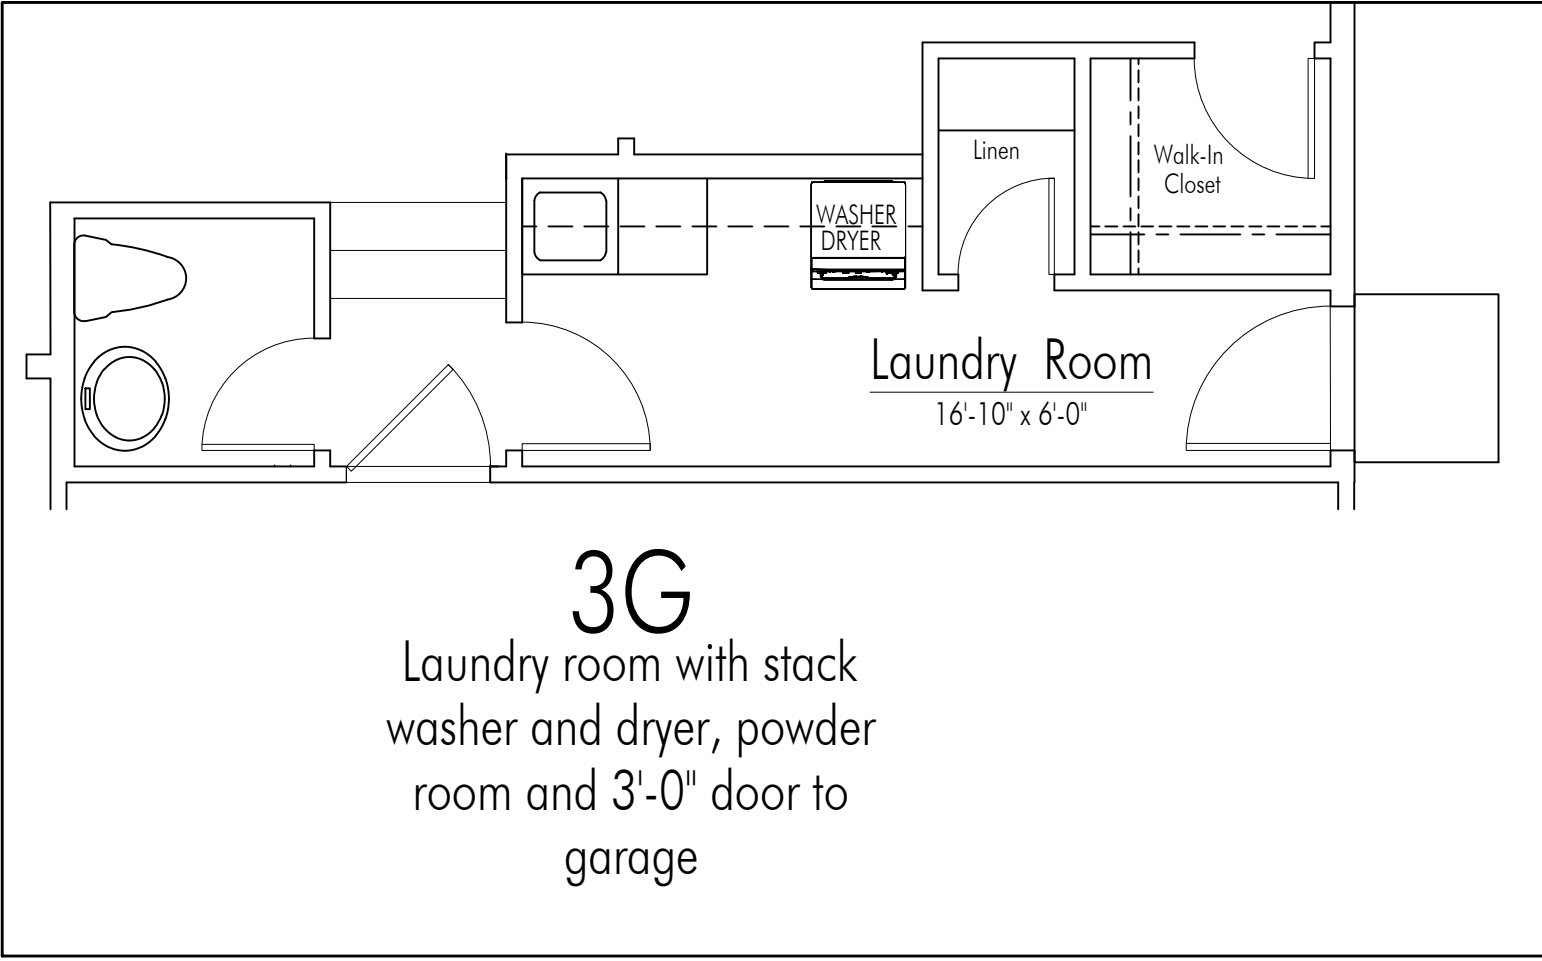 Linen
Walk-In
Closet
WASHER
DRYER
Laundry Room
16'-10" x 6'-0"
3G
Laundry room with stack
washer and dryer, powder
room and 3'-0" door to
garage